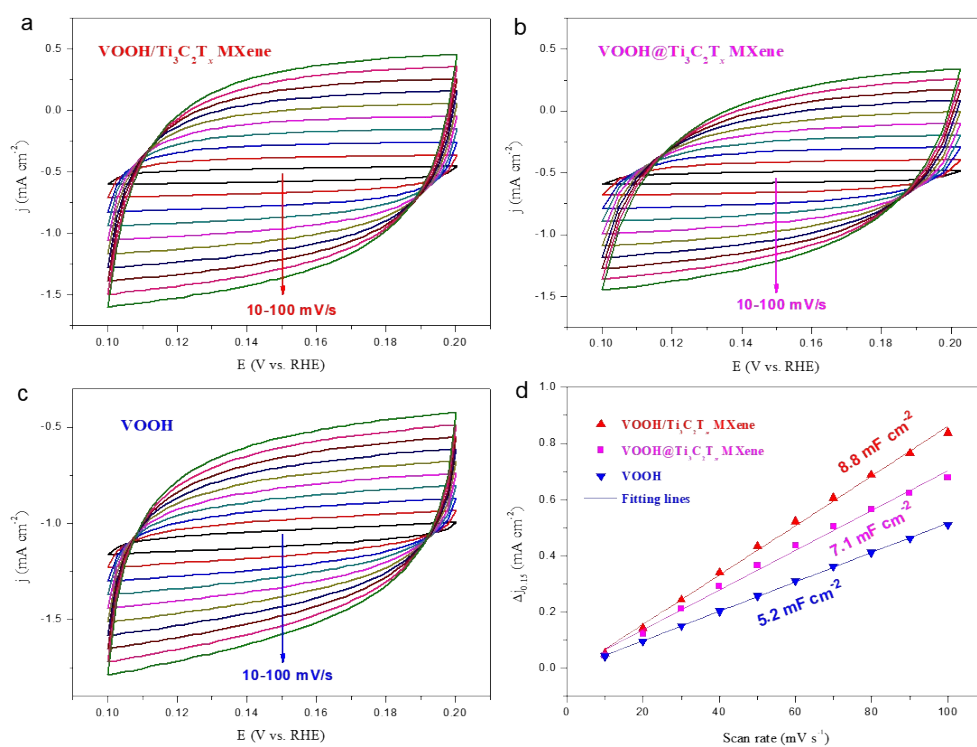 a
VOOH/Ti₃C₂Tₓ MXene
0.5
0.0
-0.5
-1.0
-1.5
j (mA cm⁻²)
10-100 mV/s
0.10 0.12 0.14 0.16 0.18 0.20
E (V vs. RHE)
b
VOOH@Ti₃C₂Tₓ MXene
0.5
0.0
-0.5
-1.0
-1.5
j (mA cm⁻²)
10-100 mV/s
0.10 0.12 0.14 0.16 0.18 0.20
E (V vs. RHE)
c
VOOH
-0.5
-1.0
-1.5
j (mA cm⁻²)
10-100 mV/s
0.10 0.12 0.14 0.16 0.18 0.20
E (V vs. RHE)
d
1.0
0.8
0.6
0.4
0.2
0.0
Δj₀.₁₅ (mA cm⁻²)
VOOH/Ti₃C₂Tₓ MXene
VOOH@Ti₃C₂Tₓ MXene
VOOH
Fitting lines
8.8 mF cm⁻²
7.1 mF cm⁻²
5.2 mF cm⁻²
0 20 40 60 80 100
Scan rate (mV s⁻¹)